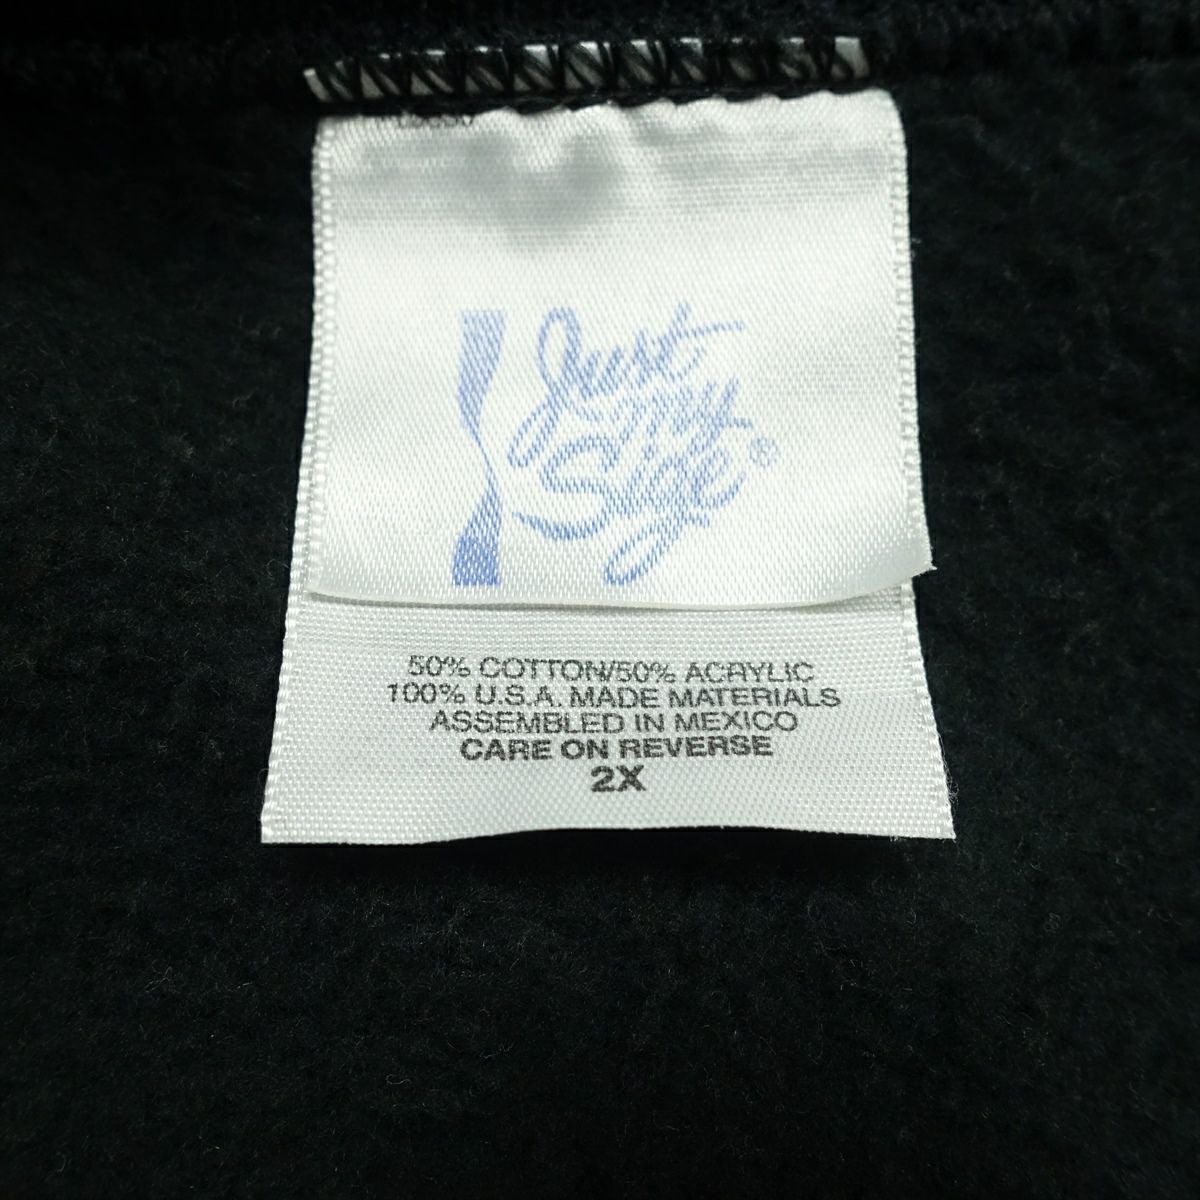 Just
my
Size®
50% COTTON/50% ACRYLIC
100% U.S.A. MADE MATERIALS
ASSEMBLED IN MEXICO
CARE ON REVERSE
2X